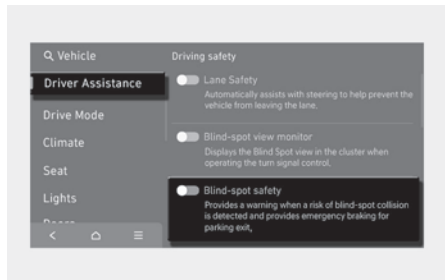 Vehicle
Driving safety
Driver Assistance
Lane Safety
Automatically assists with steering to help prevent the
vehicle from leaving the lane.
Drive Mode
Climate
Blind-spot view monitor
Displays the Blind Spot view in the cluster when
operating the turn signal control.
Seat
Lights
Blind-spot safety
Provides a warning when a risk of blind-spot collision
is detected and provides emergency braking for
parking exit,